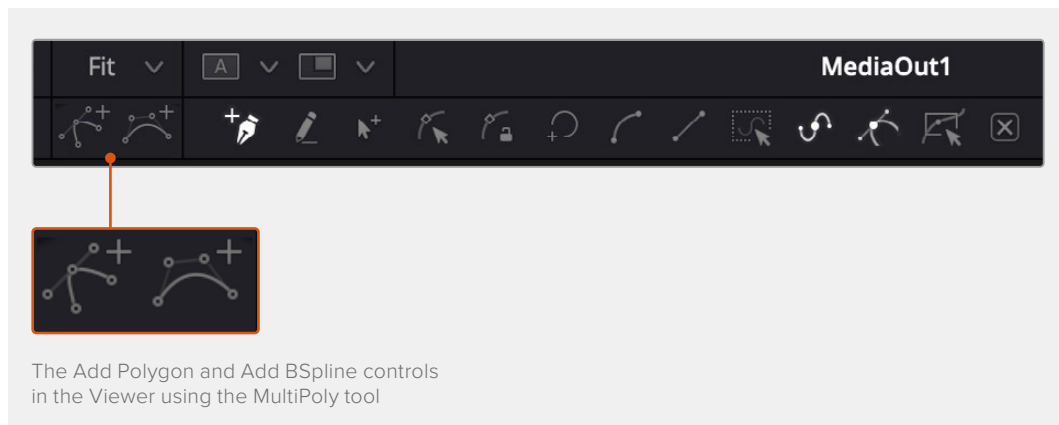 Fit
A
MediaOut1
The Add Polygon and Add BSpline controls
in the Viewer using the MultiPoly tool